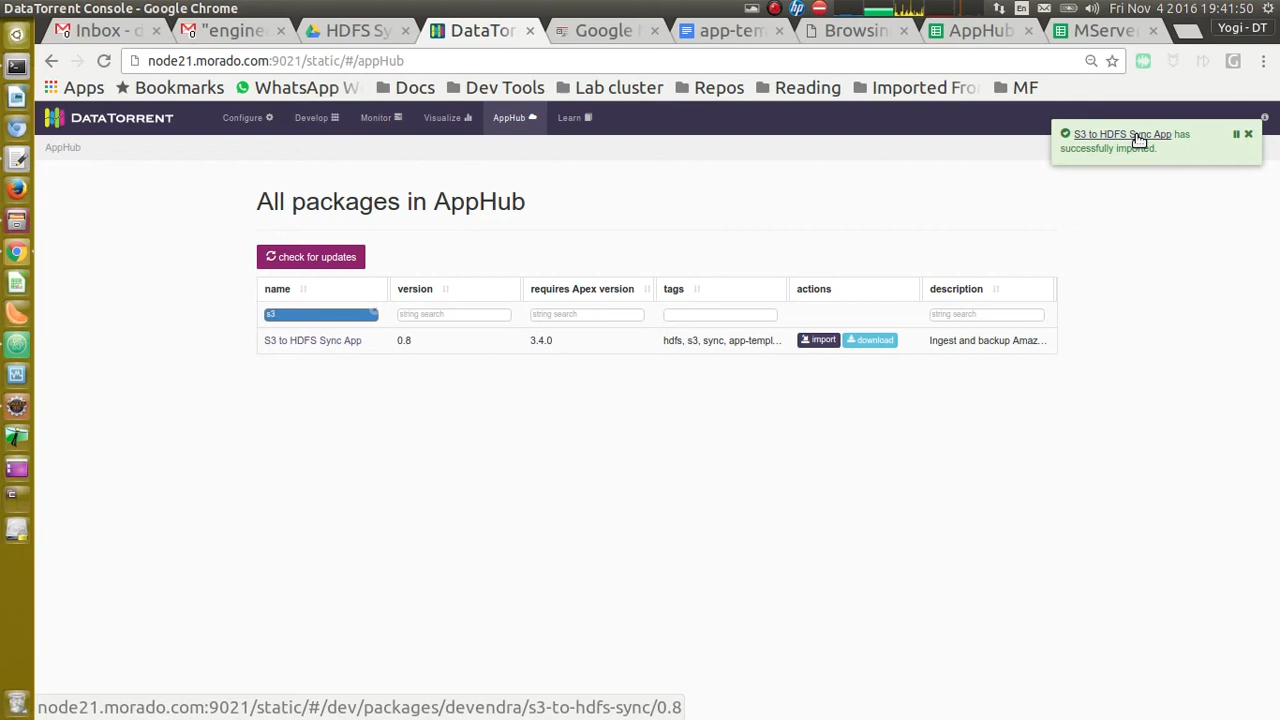 DataTorrent Console - Google Chrome
En
Fri Nov 4 2016 19:41:50
Inbox - d
"engine
HDFS Sy
DataTor
Google
app-tem
Browsin
AppHub
MServe
Yogi - DT
node21.morado.com:9021/static/#/appHub
Apps
Bookmarks
WhatsApp W
Docs
Dev Tools
Lab cluster
Repos
Reading
Imported Fro
MF
DATATORRENT
Configure
Develop
Monitor
Visualize
AppHub
Learn
AppHub
S3 to HDFS Sync App has
successfully imported.
All packages in AppHub
check for updates
name
version
requires Apex version
tags
actions
description
s3
string search
string search
string search
S3 to HDFS Sync App
0.8
3.4.0
hdfs, s3, sync, app-templ...
import
download
Ingest and backup Amaz...
node21.morado.com:9021/static/#/dev/packages/devendra/s3-to-hdfs-sync/0.8